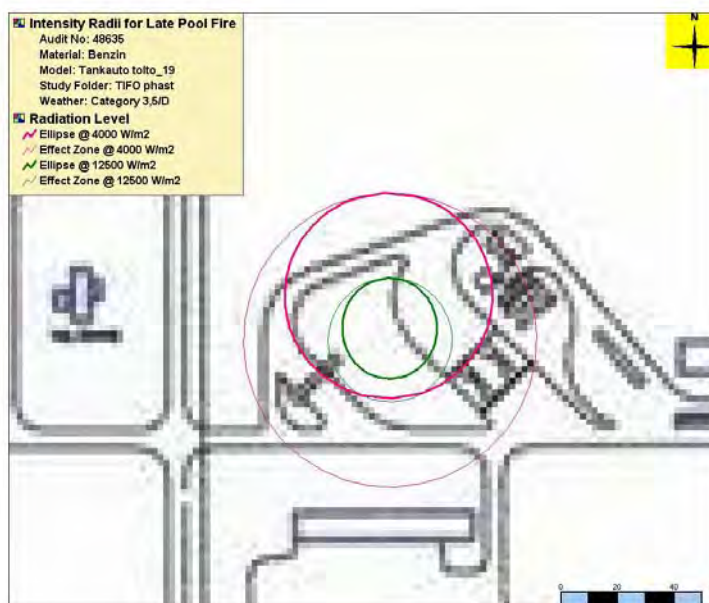 Intensity Radii for Late Pool Fire
Audit No: 48635
Material: Benzin
Model: Tankauto tolto_19
Study Folder: TIFO phast
Weather: Category 3,5/D
Radiation Level
Ellipse @ 4000 W/m2
Effect Zone @ 4000 W/m2
Ellipse @ 12500 W/m2
Effect Zone @ 12500 W/m2
N
0 20 40